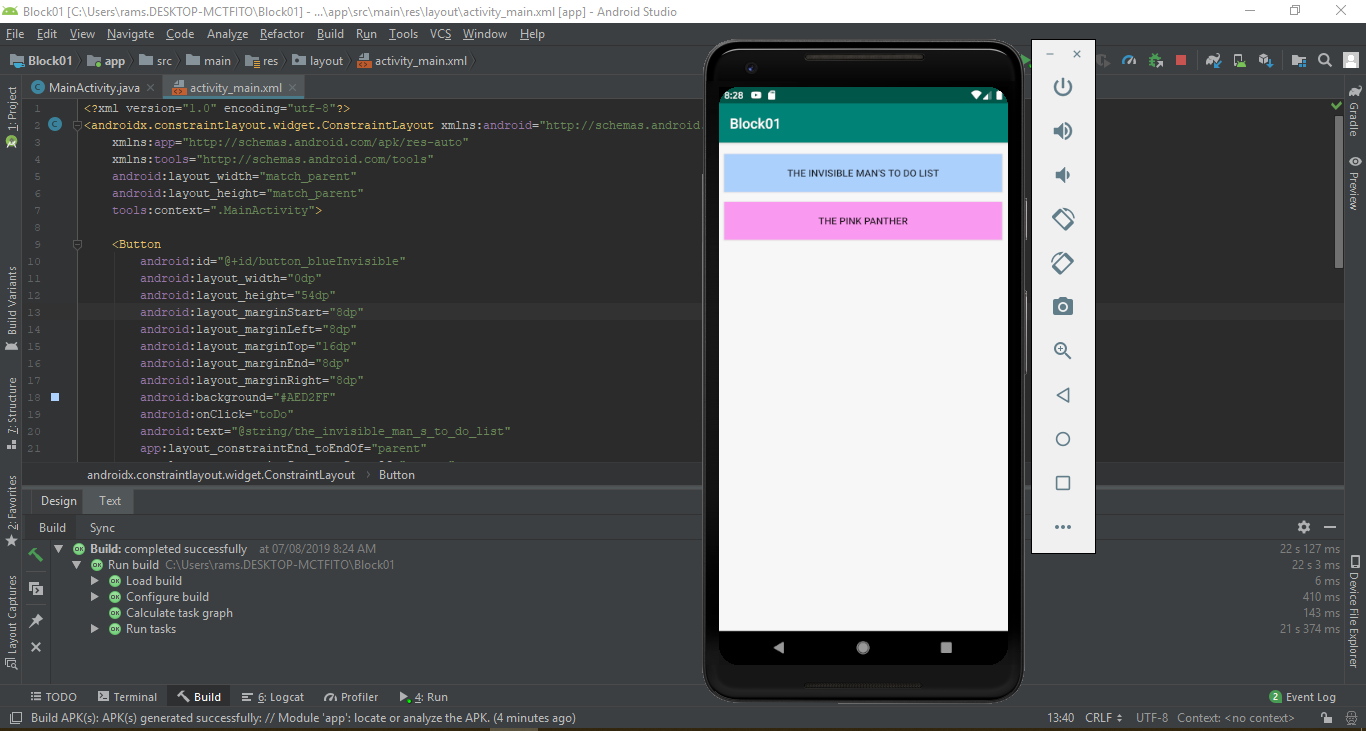 Block01 [C:\Users\rams.DESKTOP-MCTFITO\Block01] - ...\app\src\main\res\layout\activity_main.xml [app] - Android Studio
File Edit View Navigate Code Analyze Refactor Build Run Tools VCS Window Help
Block01 app src main res layout activity_main.xml
MainActivity.java activity_main.xml
1 <?xml version="1.0" encoding="utf-8"?>
2 <androidx.constraintlayout.widget.ConstraintLayout xmlns:android="http://schemas.android.
3 xmlns:app="http://schemas.android.com/apk/res-auto"
4 xmlns:tools="http://schemas.android.com/tools"
5 android:layout_width="match_parent"
6 android:layout_height="match_parent"
7 tools:context=".MainActivity">
8
9 <Button
10 android:id="@+id/button_blueInvisible"
11 android:layout_width="0dp"
12 android:layout_height="54dp"
13 android:layout_marginStart="8dp"
14 android:layout_marginLeft="8dp"
15 android:layout_marginTop="16dp"
16 android:layout_marginEnd="8dp"
17 android:layout_marginRight="8dp"
18 android:background="#AED2FF"
19 android:onClick="toDo"
20 android:text="@string/the_invisible_man_s_to_do_list"
21 app:layout_constraintEnd_toEndOf="parent"
androidx.constraintlayout.widget.ConstraintLayout Button
Design Text
Build Sync
Build: completed successfully at 07/08/2019 8:24 AM 22 s 127 ms
Run build C:\Users\rams.DESKTOP-MCTFITO\Block01 22 s 3 ms
Load build 6 ms
Configure build 410 ms
Calculate task graph 143 ms
Run tasks 21 s 374 ms
TODO Terminal Build 6: Logcat Profiler 4: Run 2 Event Log
Build APK(s): APK(s) generated successfully: // Module 'app': locate or analyze the APK. (4 minutes ago) 13:40 CRLF UTF-8 Context: <no context>
1: Project
Build Variants
7: Structure
2: Favorites
Layout Captures
8:28
Block01
THE INVISIBLE MAN'S TO DO LIST
THE PINK PANTHER
Gradle
Preview
Device File Explorer